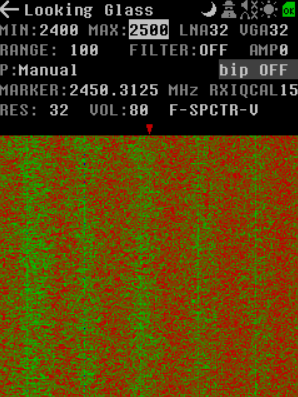 Looking Glass OK
MIN:2400 MAX:2500 LNA32 VGA32
RANGE: 100 FILTER:OFF AMP0
P:Manual bip OFF
MARKER:2450.3125 MHz RXIQCAL15
RES: 32 VOL:80 F-SPCTR-V